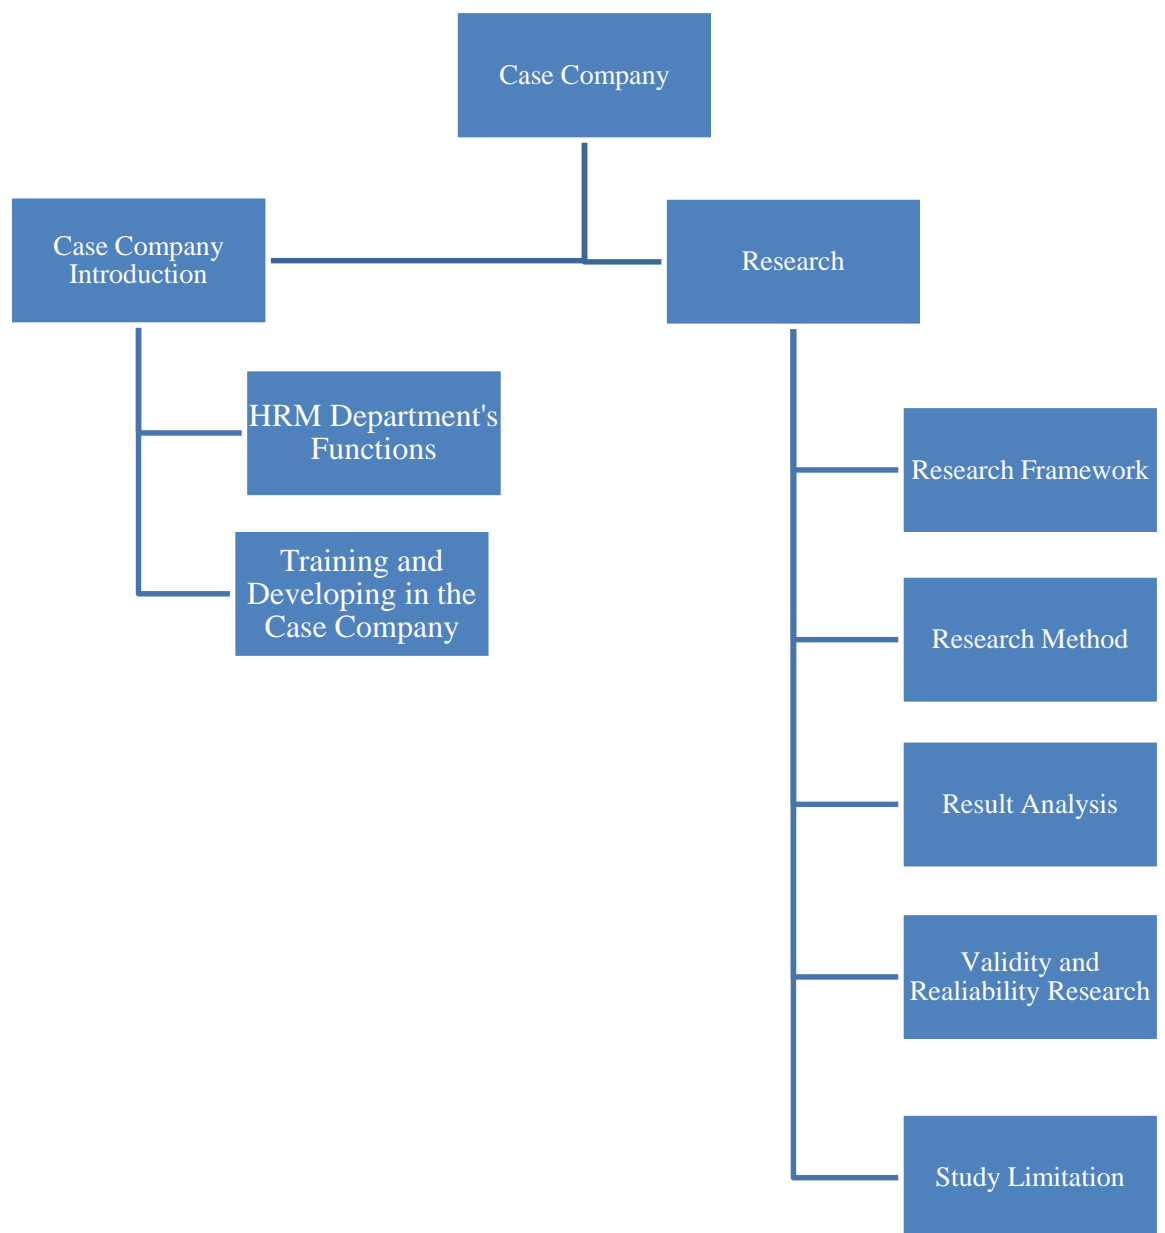 Case Company
Case Company
Introduction
Research
HRM Department's
Functions
Training and
Developing in the
Case Company
Research Framework
Research Method
Result Analysis
Validity and
Realiability Research
Study Limitation